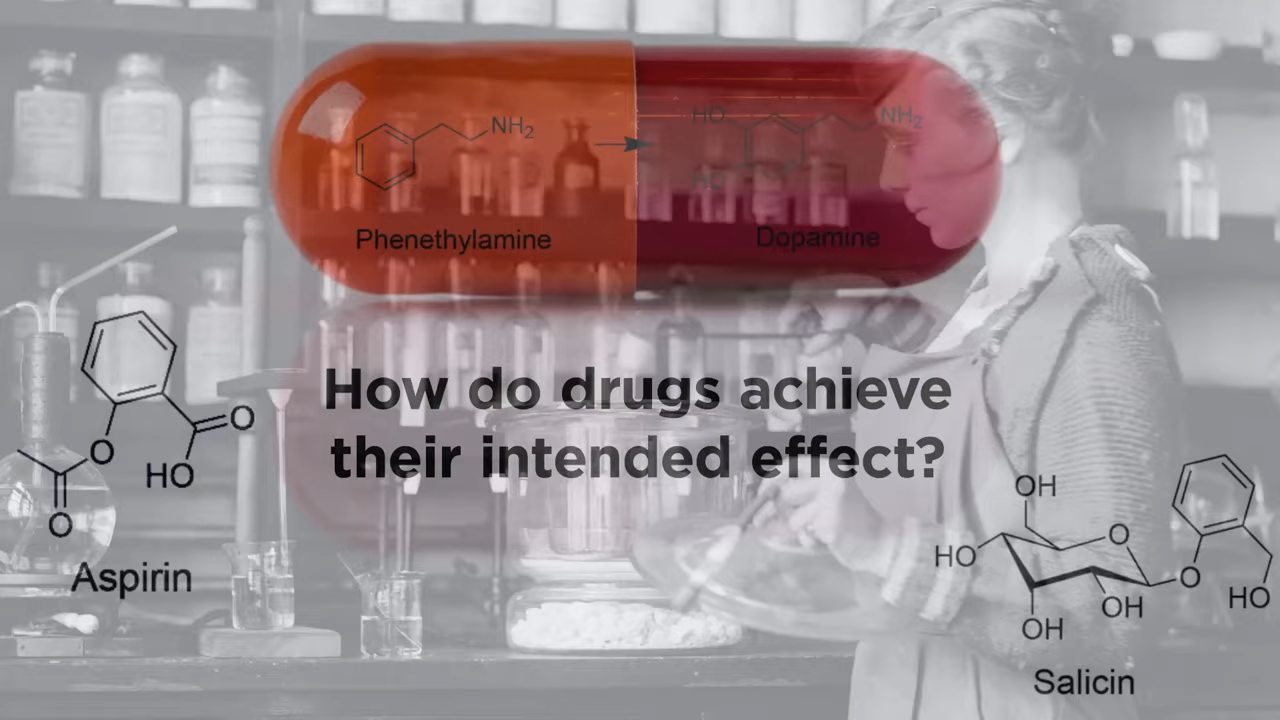 NH2
HO
NH2
HO
Phenethylamine
Dopamine
How do drugs achieve
their intended effect?
O
O
HO
O
Aspirin
OH
O
HO
O
OH
HO
OH
Salicin